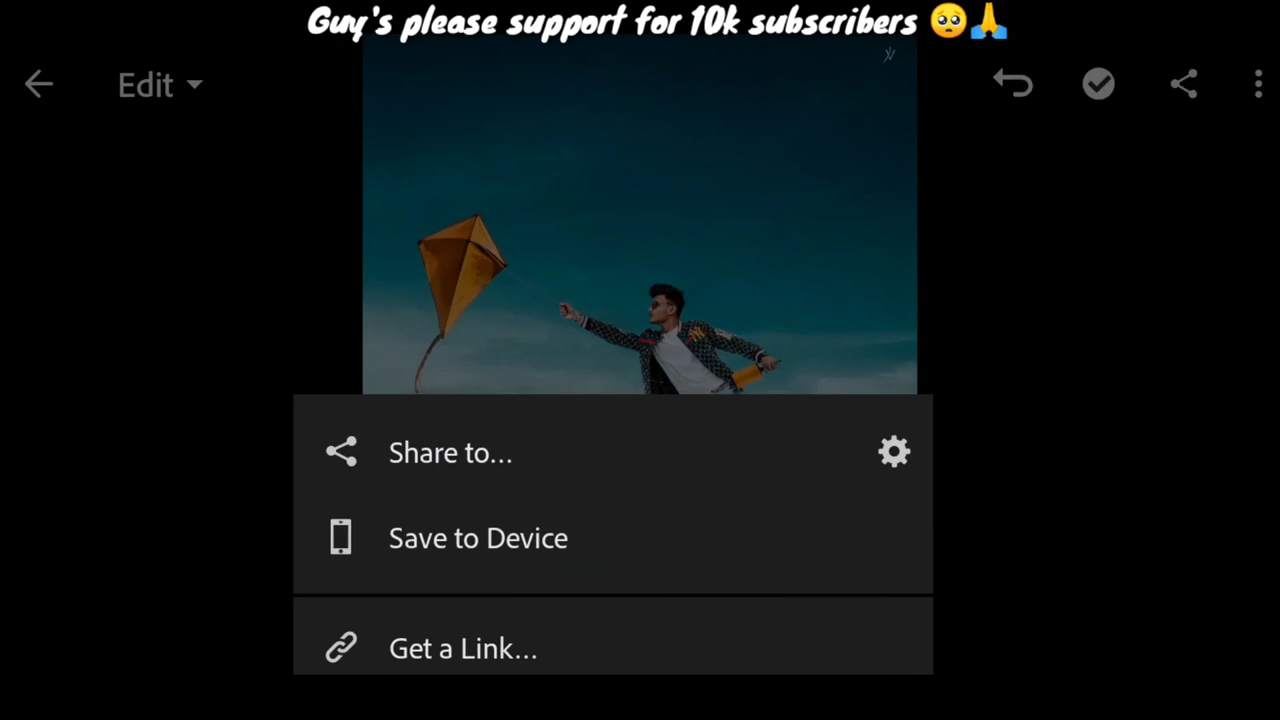 Guy's please support for 10k subscribers 🥺🙏
Edit
Share to...
Save to Device
Get a Link...